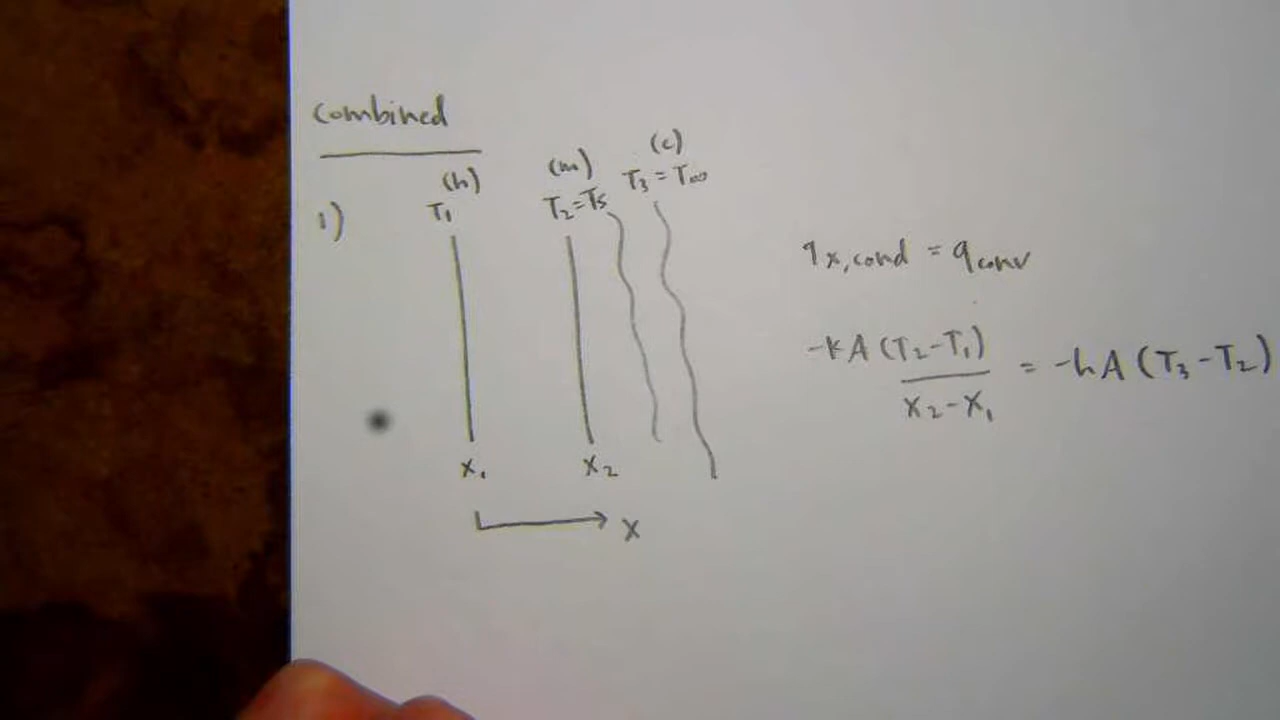 combined
1)
(h) (m) (c)
T₁ T₂=Ts T₃=T∞
x₁ x₂
x
qx,cond = qconv
-kA (T₂-T₁) / x₂-x₁ = -hA (T₃-T₂)